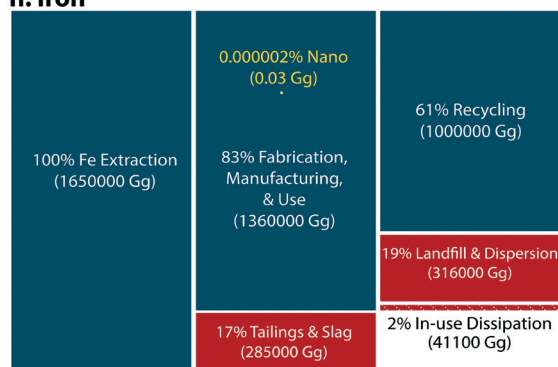 n. Iron
100% Fe Extraction
(1650000 Gg)
0.000002% Nano
(0.03 Gg)
83% Fabrication,
Manufacturing,
& Use
(1360000 Gg)
17% Tailings & Slag
(285000 Gg)
61% Recycling
(1000000 Gg)
19% Landfill & Dispersion
(316000 Gg)
2% In-use Dissipation
(41100 Gg)